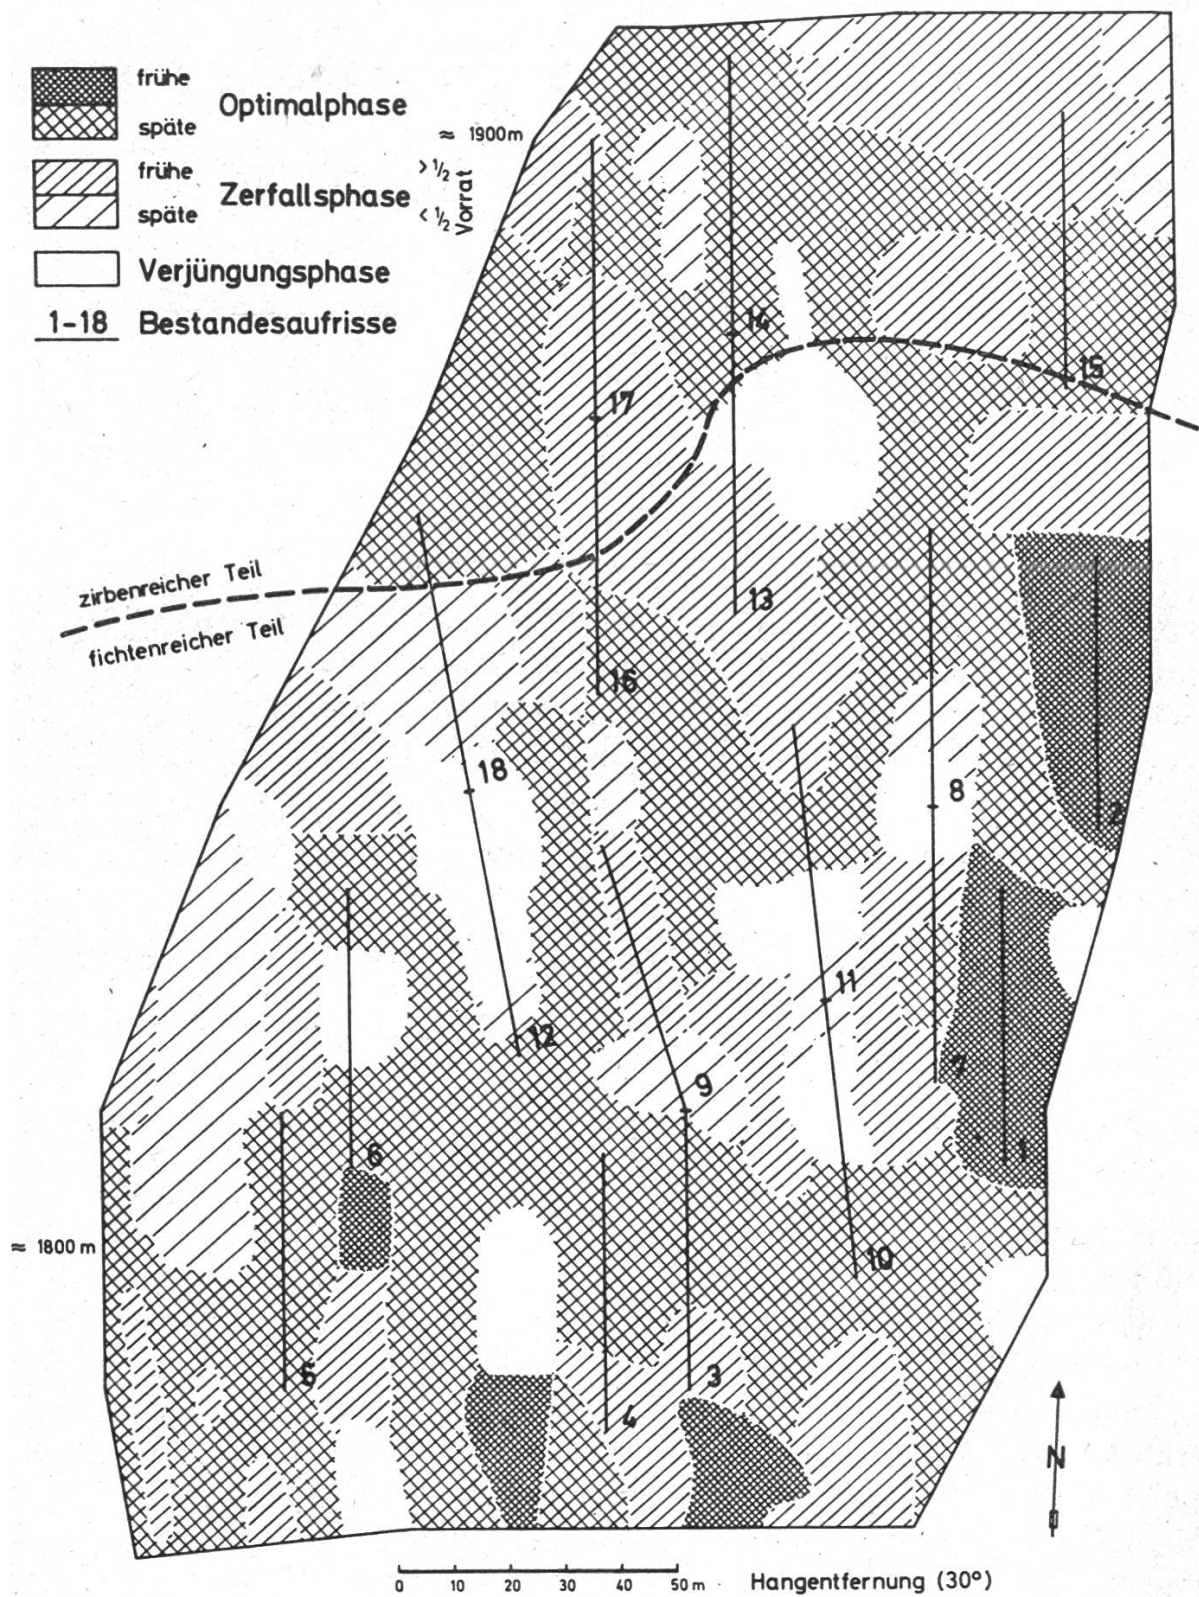 frühe
Optimalphase
späte
≈ 1900m
frühe
> 1/2
Zerfallsphase
späte
< 1/2
Vorrat
Verjüngungsphase
1-18 Bestandesaufrisse
14
15
17
zirbenreicher Teil
fichtenreicher Teil
13
16
18
8
2
11
12
9
7
1
6
≈ 1800 m
10
5
3
4
N
0 10 20 30 40 50 m
Hangentfernung (30°)